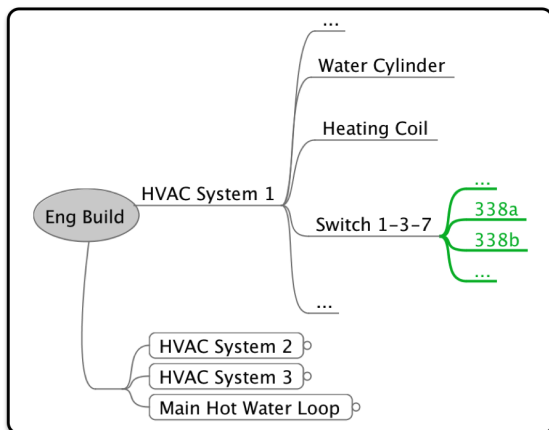 ...
Water Cylinder
Heating Coil
HVAC System 1
Eng Build
Switch 1-3-7
...
338a
338b
...
...
HVAC System 2
HVAC System 3
Main Hot Water Loop